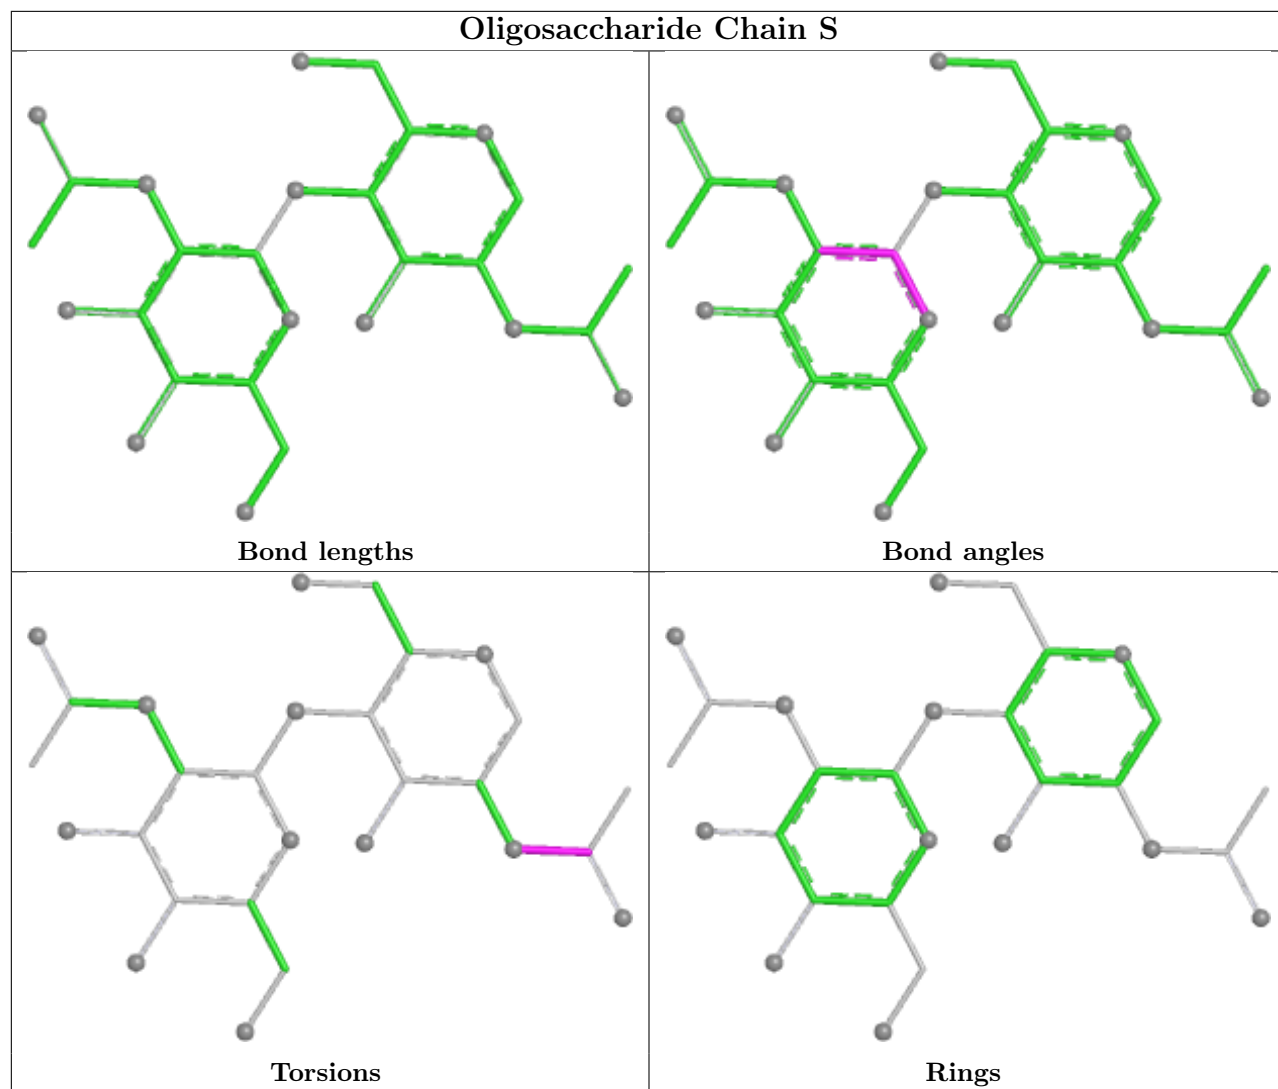 Oligosaccharide Chain S
Bond lengths
Bond angles
Torsions
Rings